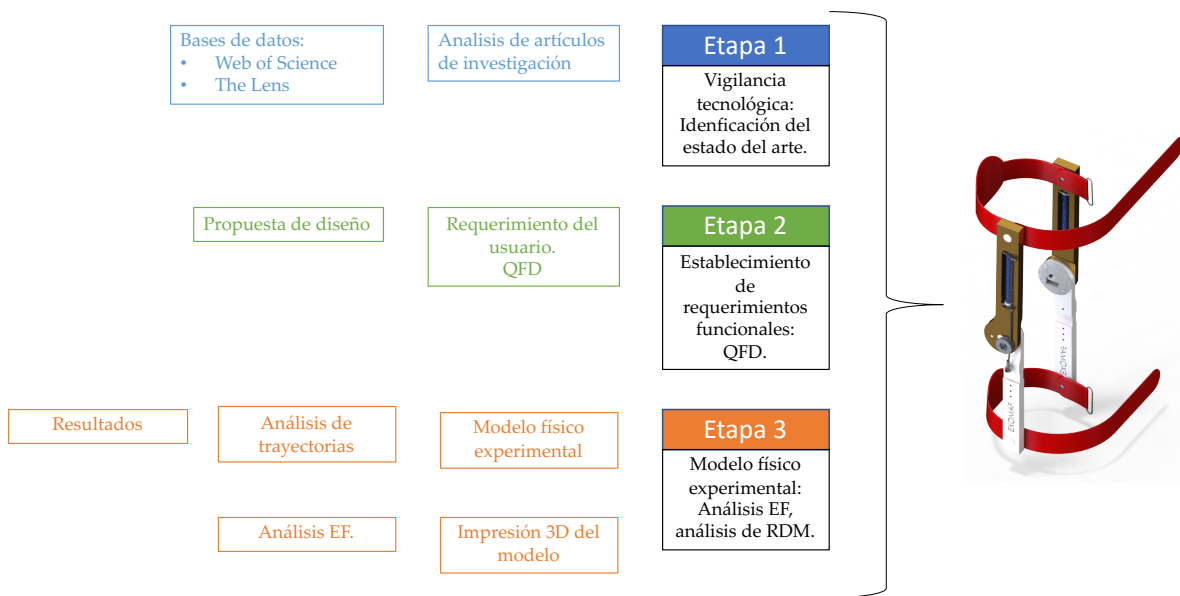 Bases de datos:
• Web of Science
• The Lens
Analisis de artículos
de investigación
Etapa 1
Vigilancia
tecnológica:
Idenficación del
estado del arte.
Propuesta de diseño
Requerimiento del
usuario.
QFD
Etapa 2
Establecimiento
de
requerimientos
funcionales:
QFD.
Resultados
Análisis de
trayectorias
Modelo físico
experimental
Etapa 3
Modelo físico
experimental:
Análisis EF,
análisis de RDM.
Análisis EF.
Impresión 3D del
modelo
EXOMAF
EXOMAF